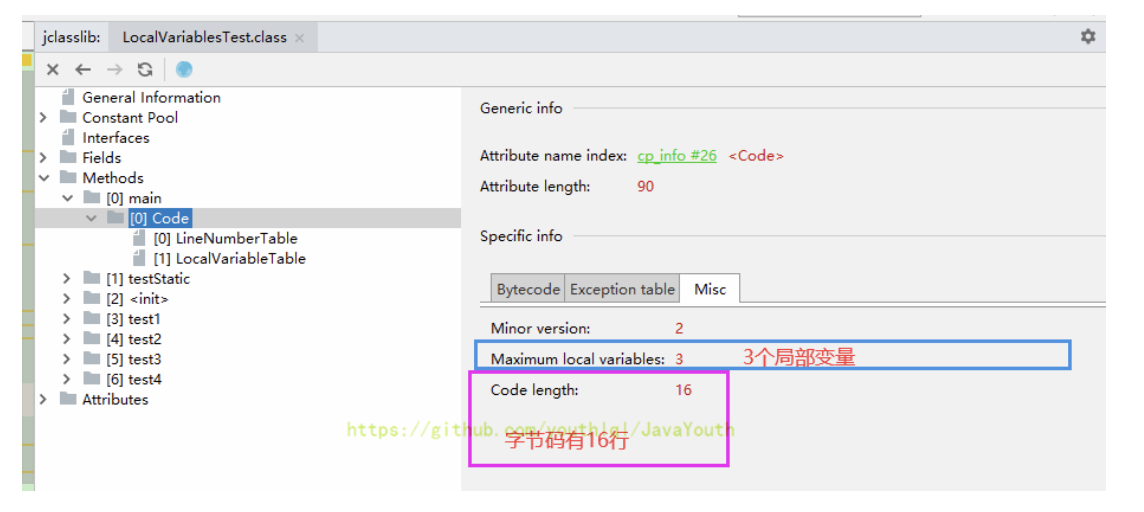 jclasslib: LocalVariablesTest.class
General Information
Constant Pool
Interfaces
Fields
Methods
[0] main
[0] Code
[0] LineNumberTable
[1] LocalVariableTable
[1] testStatic
[2] <init>
[3] test1
[4] test2
[5] test3
[6] test4
Attributes
Generic info
Attribute name index: cp_info #26 <Code>
Attribute length: 90
Specific info
Bytecode Exception table Misc
Minor version: 2
Maximum local variables: 3 3个局部变量
Code length: 16
字节码有16行
https://github.com/youthlql/JavaYouth